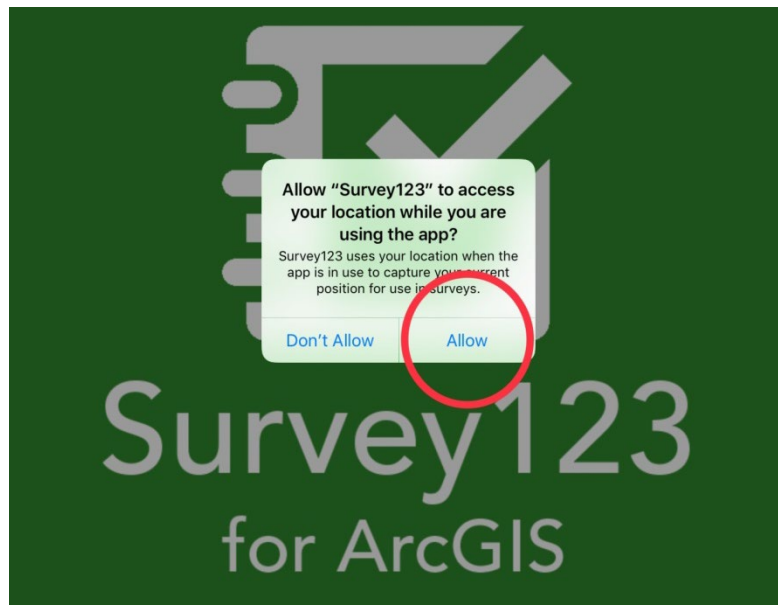 Allow “Survey123” to access
your location while you are
using the app?
Survey123 uses your location when the
app is in use to capture your current
position for use in surveys.
Don’t Allow
Allow
Survey123
for ArcGIS